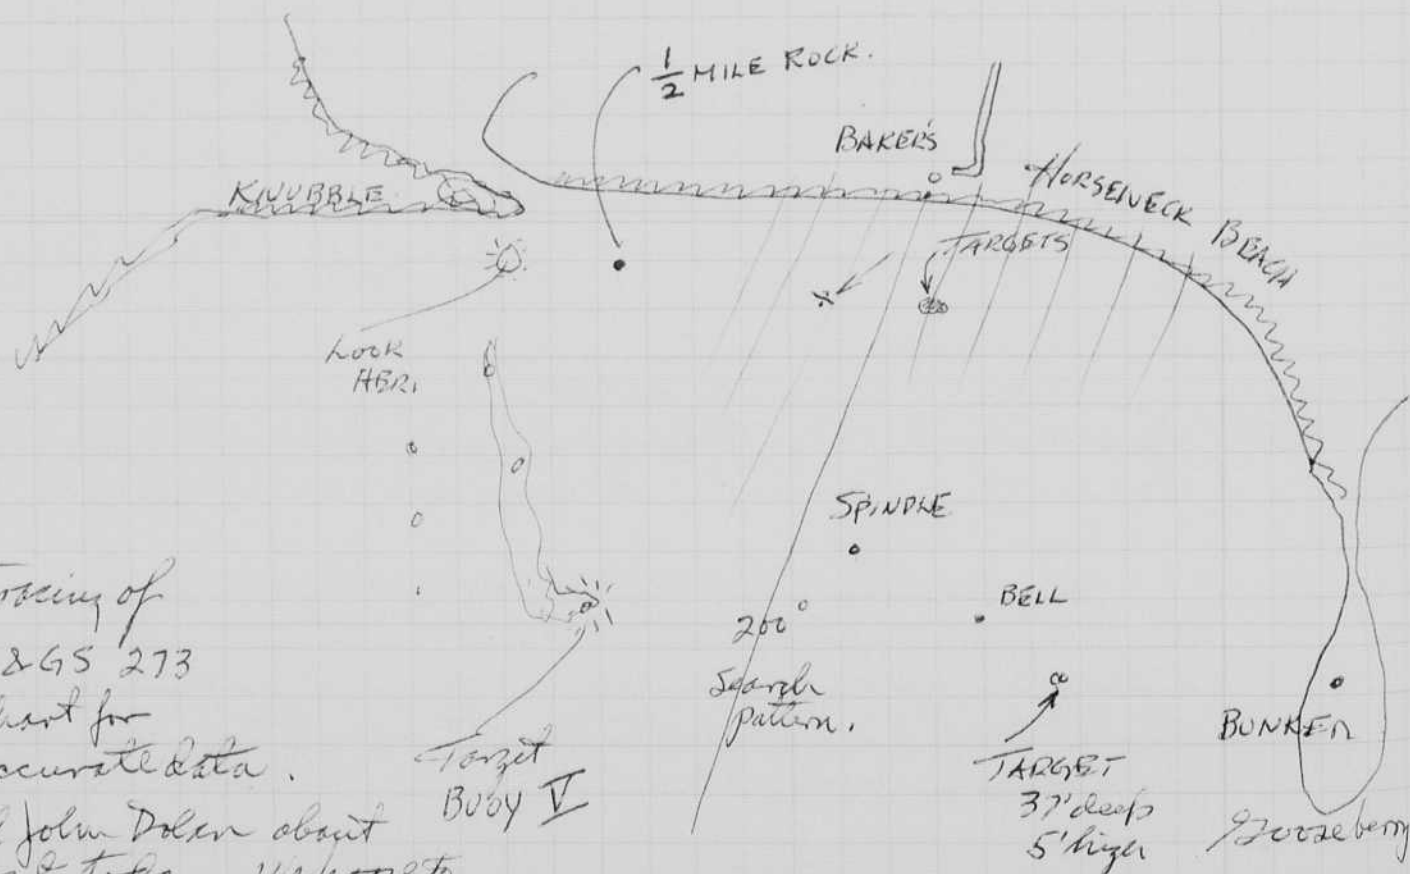 1/2 MILE ROCK.
BAKER'S
KNUBBLE
HORSENECK BEACH
TARGETS
LOOK
HER.
SPINDLE
BELL
200°
Search
pattern.
Tracing of
& GS 273
chart for
accurate data.
Target
BUOY V
TARGET
37' deep
5' high
BUNKER
Gooseberry
John Dolan about